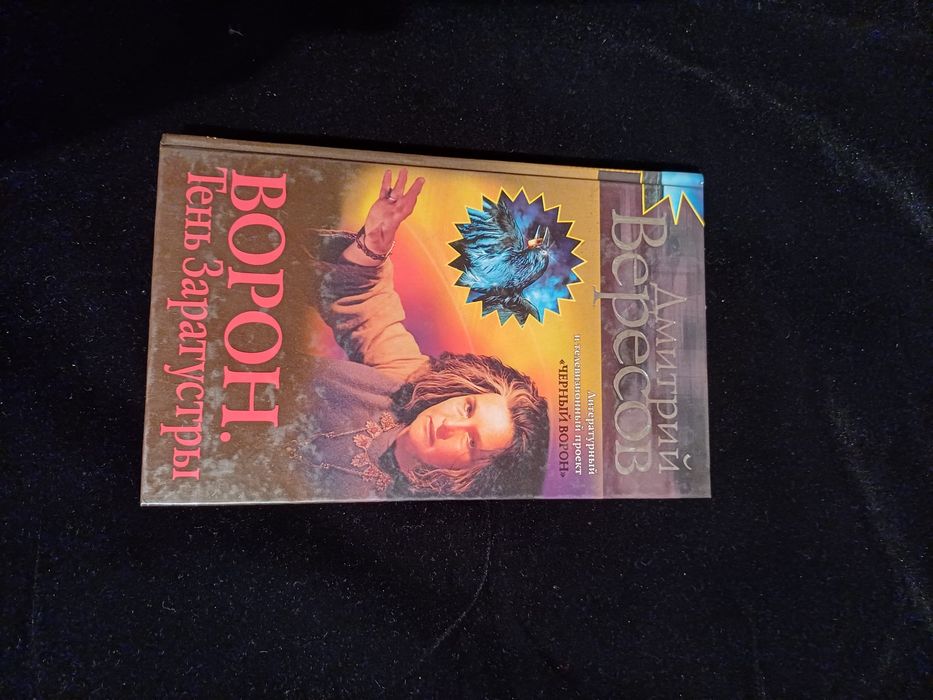 Дмитрий
Вересов
Литературный
и телевизионный проект
«ЧЕРНЫЙ ВОРОН»
ВОРОН.
Тень Заратустры